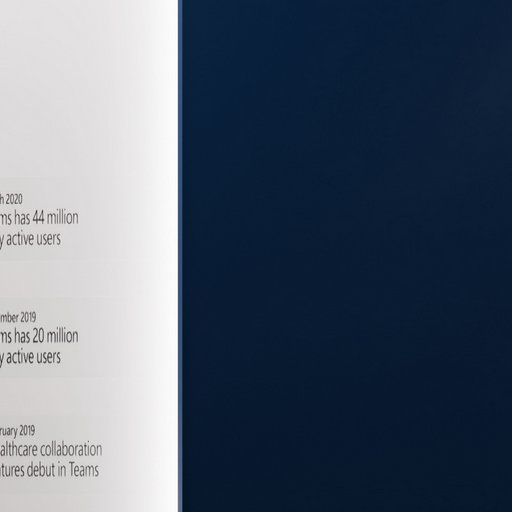 h 2020
ms has 44 million
y active users
mber 2019
ms has 20 million
y active users
ruary 2019
althcare collaboration
tures debut in Teams